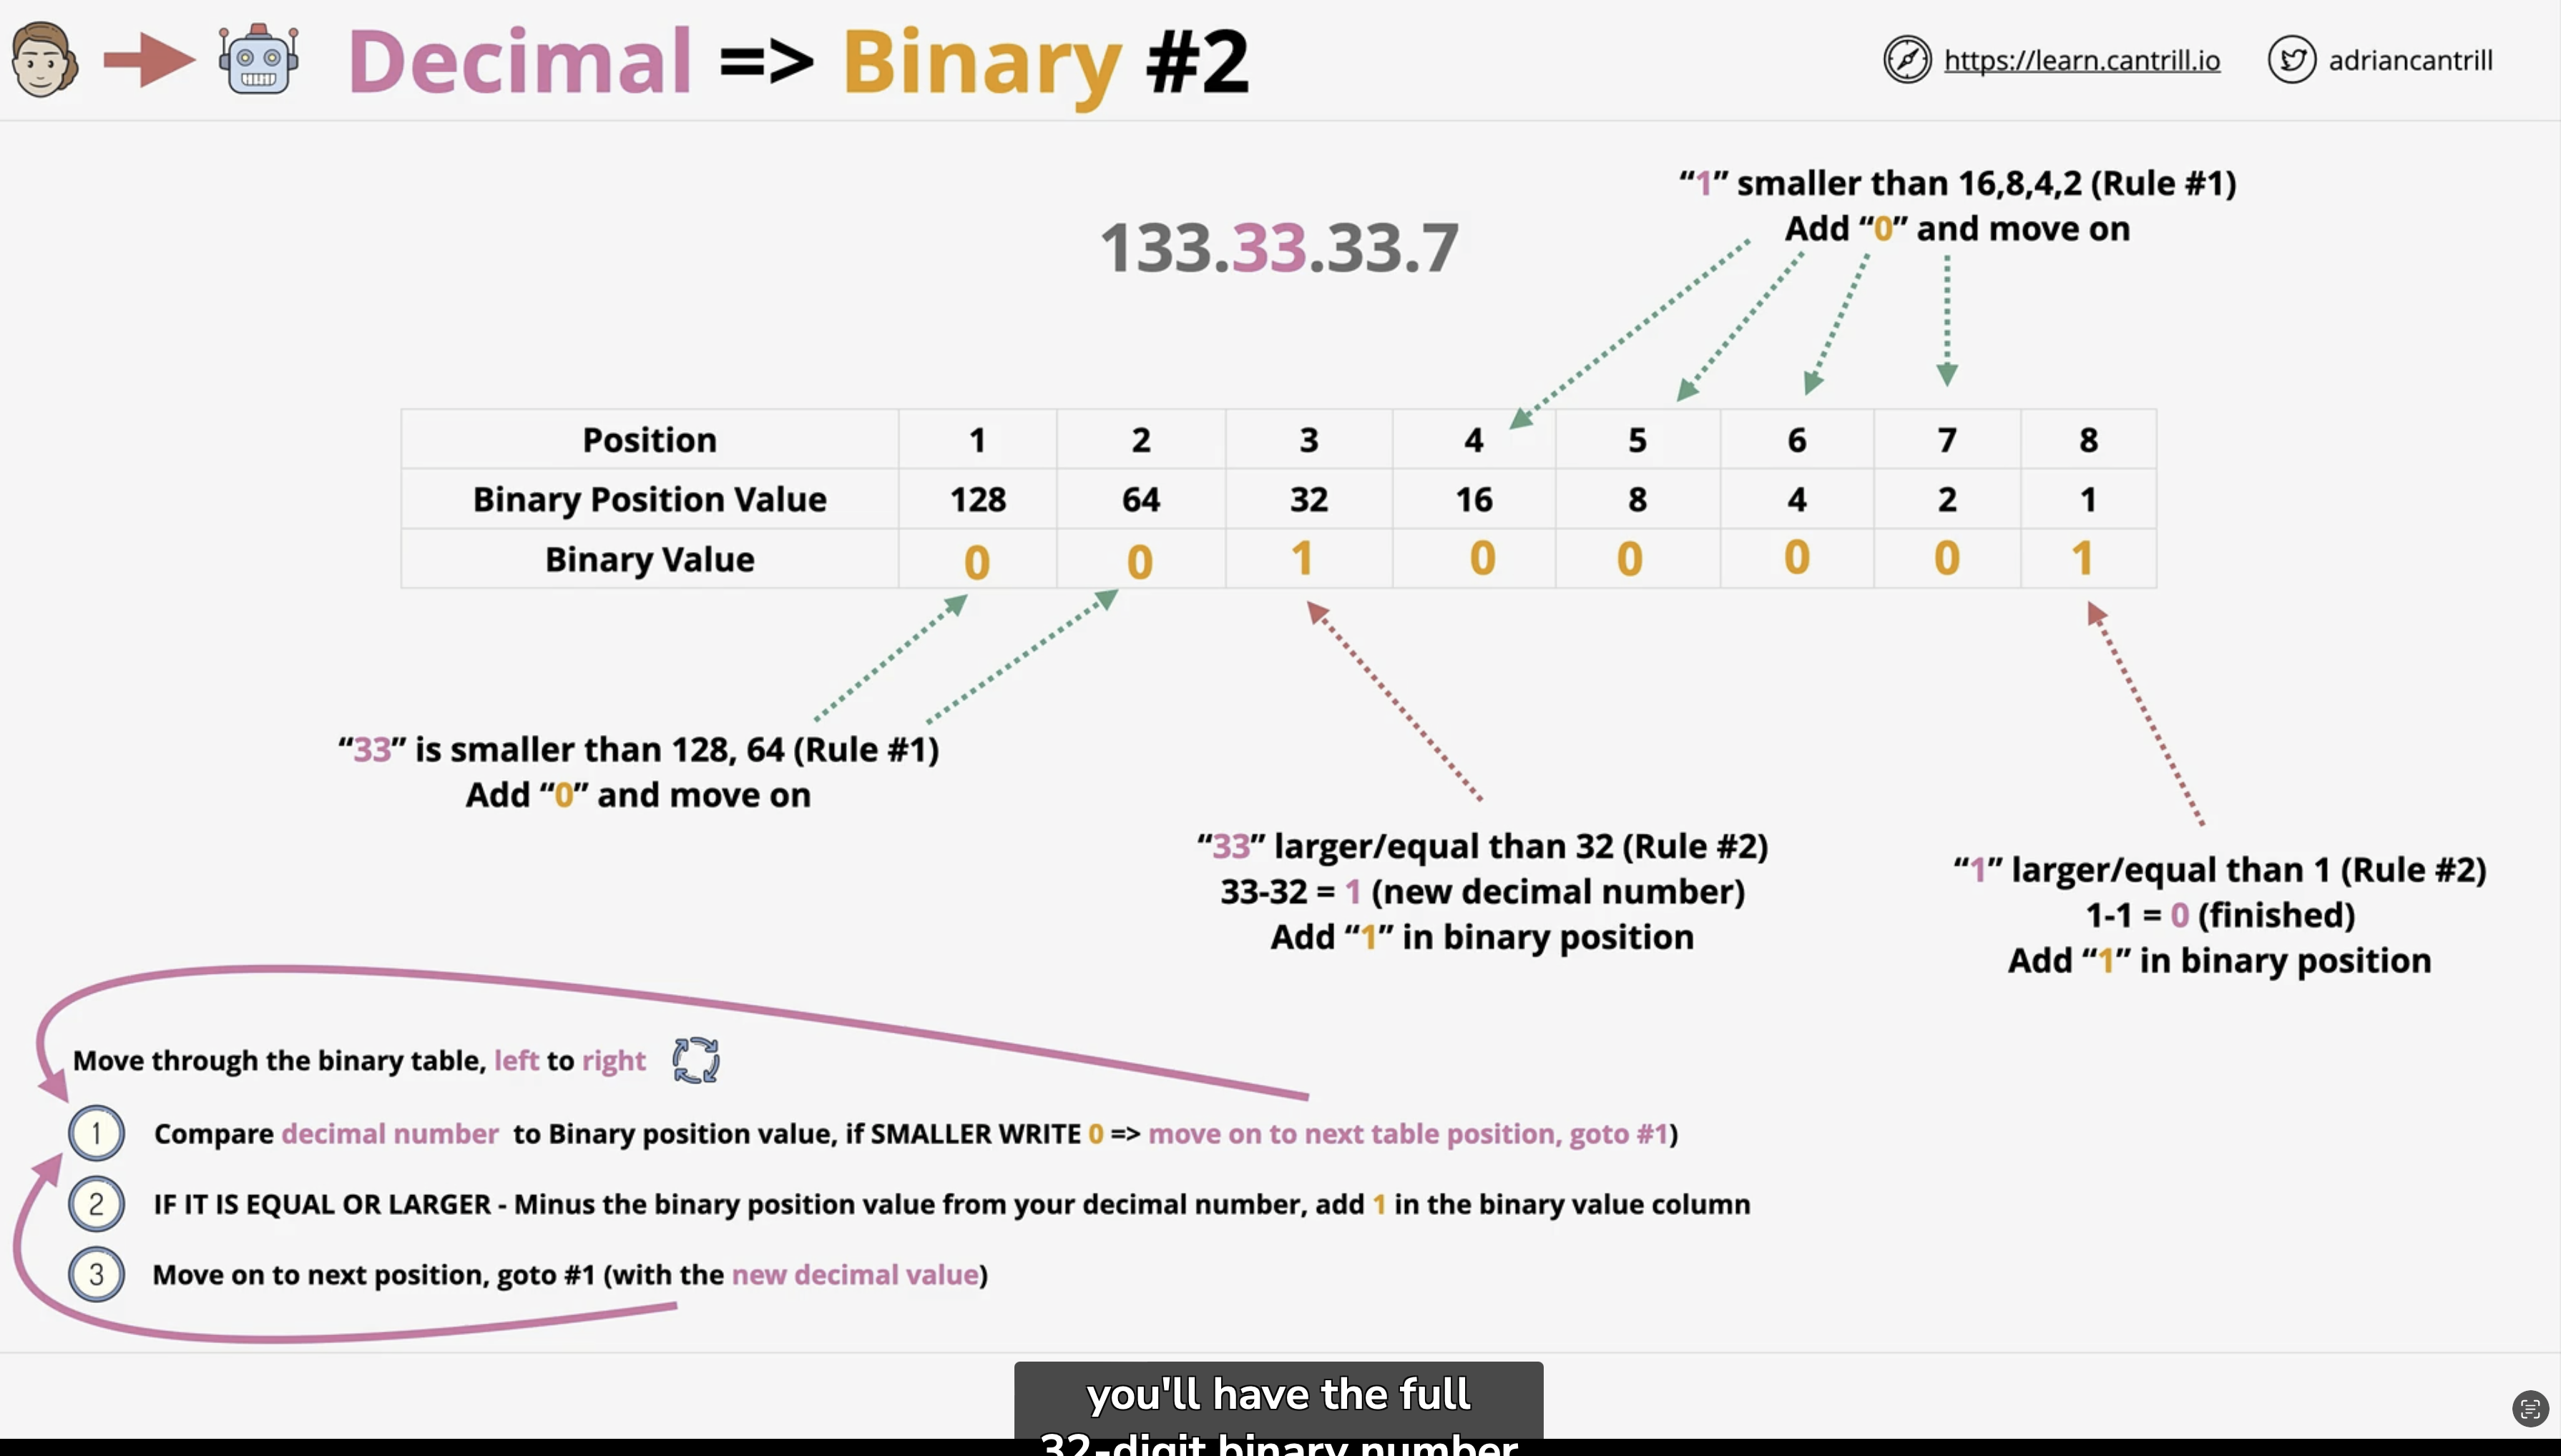 Decimal => Binary #2
https://learn.cantrill.io
adriancantrill
“1” smaller than 16,8,4,2 (Rule #1)
Add “0” and move on
133.33.33.7
Position 1 2 3 4 5 6 7 8
Binary Position Value 128 64 32 16 8 4 2 1
Binary Value 0 0 1 0 0 0 0 1
“33” is smaller than 128, 64 (Rule #1)
Add “0” and move on
“33” larger/equal than 32 (Rule #2)
33-32 = 1 (new decimal number)
Add “1” in binary position
“1” larger/equal than 1 (Rule #2)
1-1 = 0 (finished)
Add “1” in binary position
Move through the binary table, left to right
1 Compare decimal number to Binary position value, if SMALLER WRITE 0 => move on to next table position, goto #1)
2 IF IT IS EQUAL OR LARGER - Minus the binary position value from your decimal number, add 1 in the binary value column
3 Move on to next position, goto #1 (with the new decimal value)
you'll have the full
32-digit binary number